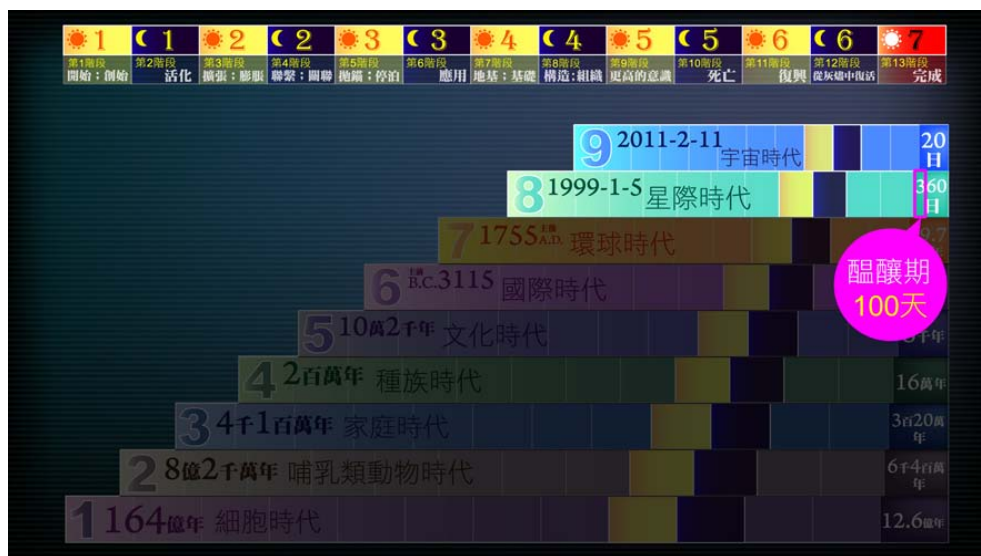 1 1 2 2 3 3 4 4 5 5 6 6 7
第1階段 第2階段 第3階段 第4階段 第5階段 第6階段 第7階段 第8階段 第9階段 第10階段 第11階段 第12階段 第13階段
開始：創始 活化 擴張：膨脹 聯繫：關聯 拋錨：停泊 應用 地基：基礎 構造：組織 更高的意識 死亡 復興 從灰燼中復活 完成
9 2011-2-11 宇宙時代 20日
8 1999-1-5 星際時代 360日
7 1755 A.D. 環球時代
6 B.C.3115 國際時代
醞釀期
100天
5 10萬2千年 文化時代
4 2百萬年 種族時代 16萬年
3 4千1百萬年 家庭時代 3百20萬年
2 8億2千萬年 哺乳類動物時代 6千4百萬年
1 164億年 細胞時代 12.6億年